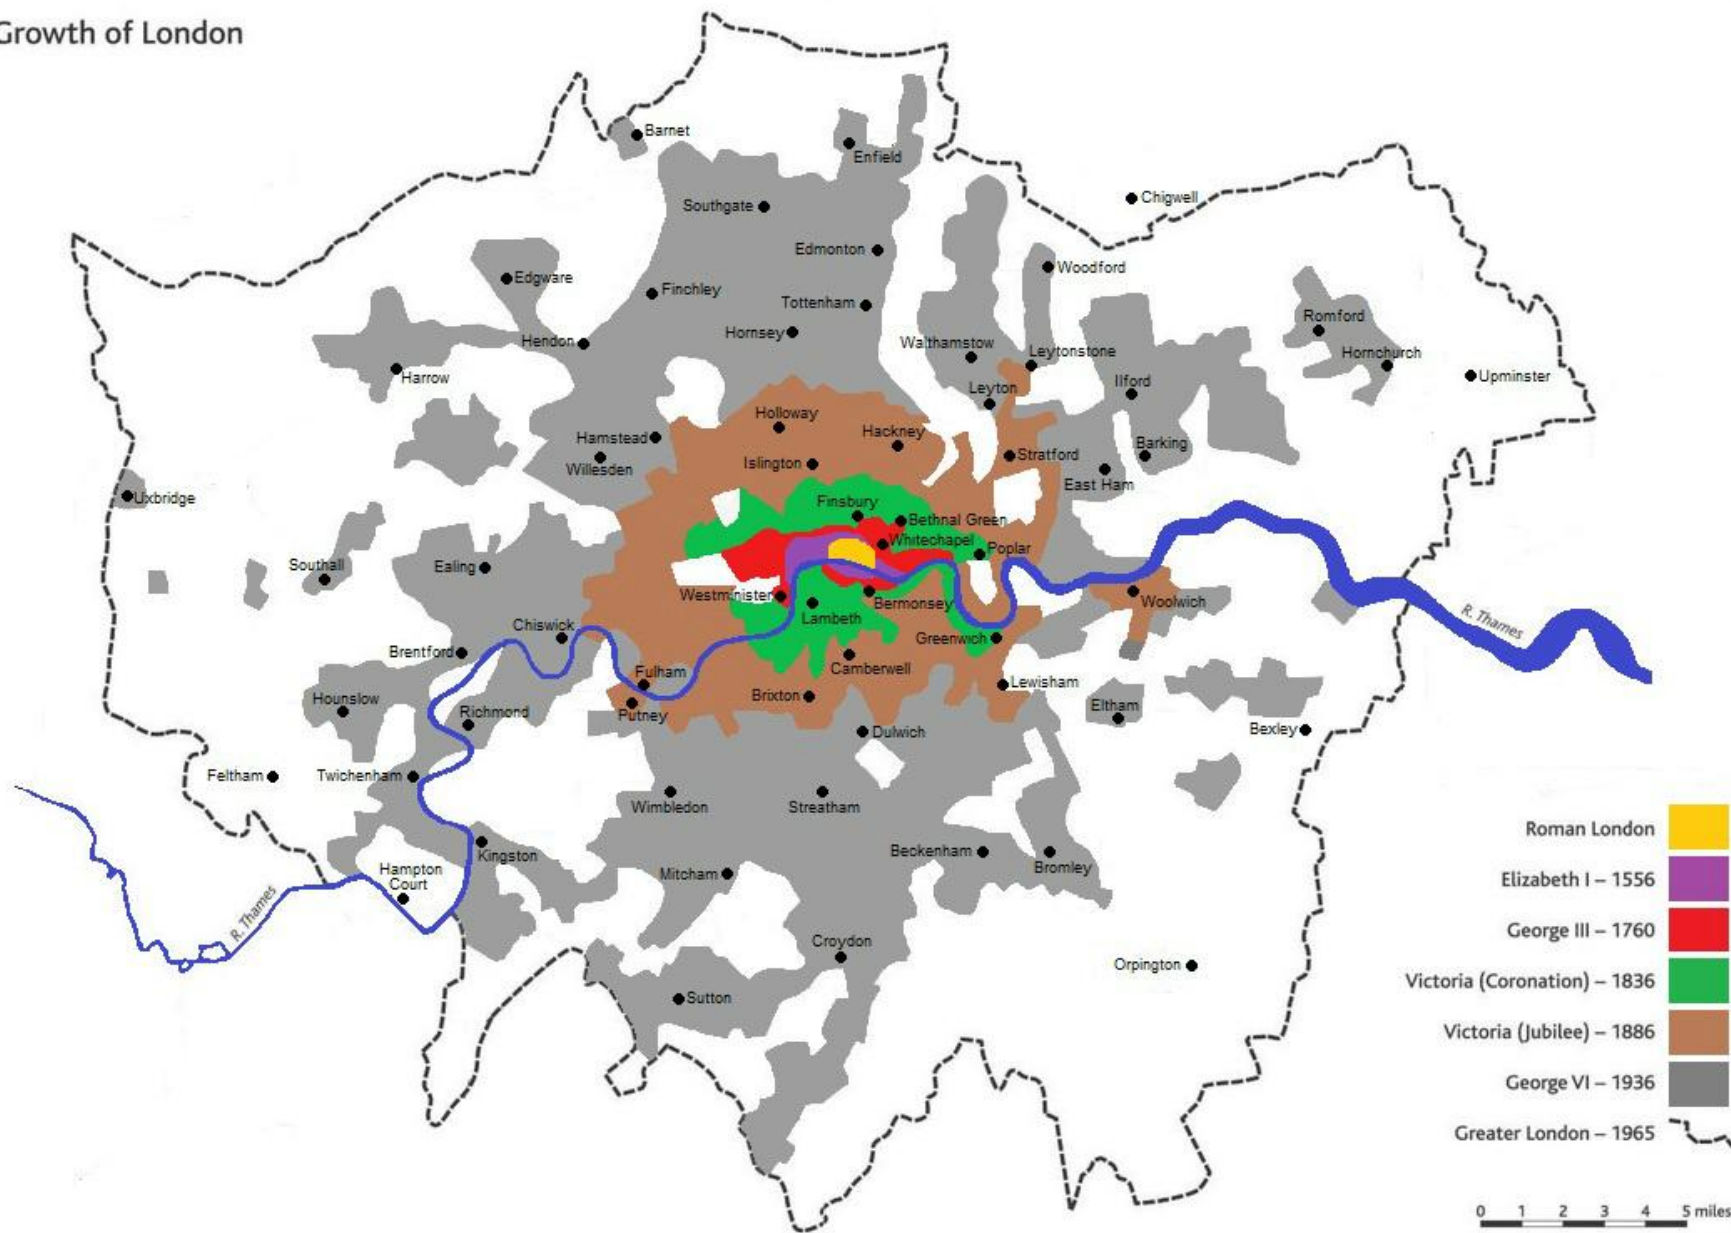 Growth of London
Barnet
Enfield
Chigwell
Southgate
Edmonton
Woodford
Edgware
Finchley
Tottenham
Romford
Hornsey
Hendon
Walthamstow
Leytonstone
Hornchurch
Harrow
Ilford
Upminster
Leyton
Holloway
Hackney
Hamstead
Barking
Islington
Stratford
Willesden
East Ham
Uxbridge
Finsbury
Bethnal Green
Whitechapel
Poplar
Southall
Ealing
Westminister
Bermonsey
Woolwich
Lambeth
R. Thames
Chiswick
Greenwich
Brentford
Camberwell
Fulham
Lewisham
Hounslow
Brixton
Eltham
Richmond
Putney
Dulwich
Bexley
Feltham
Twichenham
Wimbledon
Streatham
Kingston
Beckenham
Bromley
Hampton
Court
Mitcham
R. Thames
Croydon
Orpington
Sutton
Roman London
Elizabeth I – 1556
George III – 1760
Victoria (Coronation) – 1836
Victoria (Jubilee) – 1886
George VI – 1936
Greater London – 1965
0 1 2 3 4 5 miles